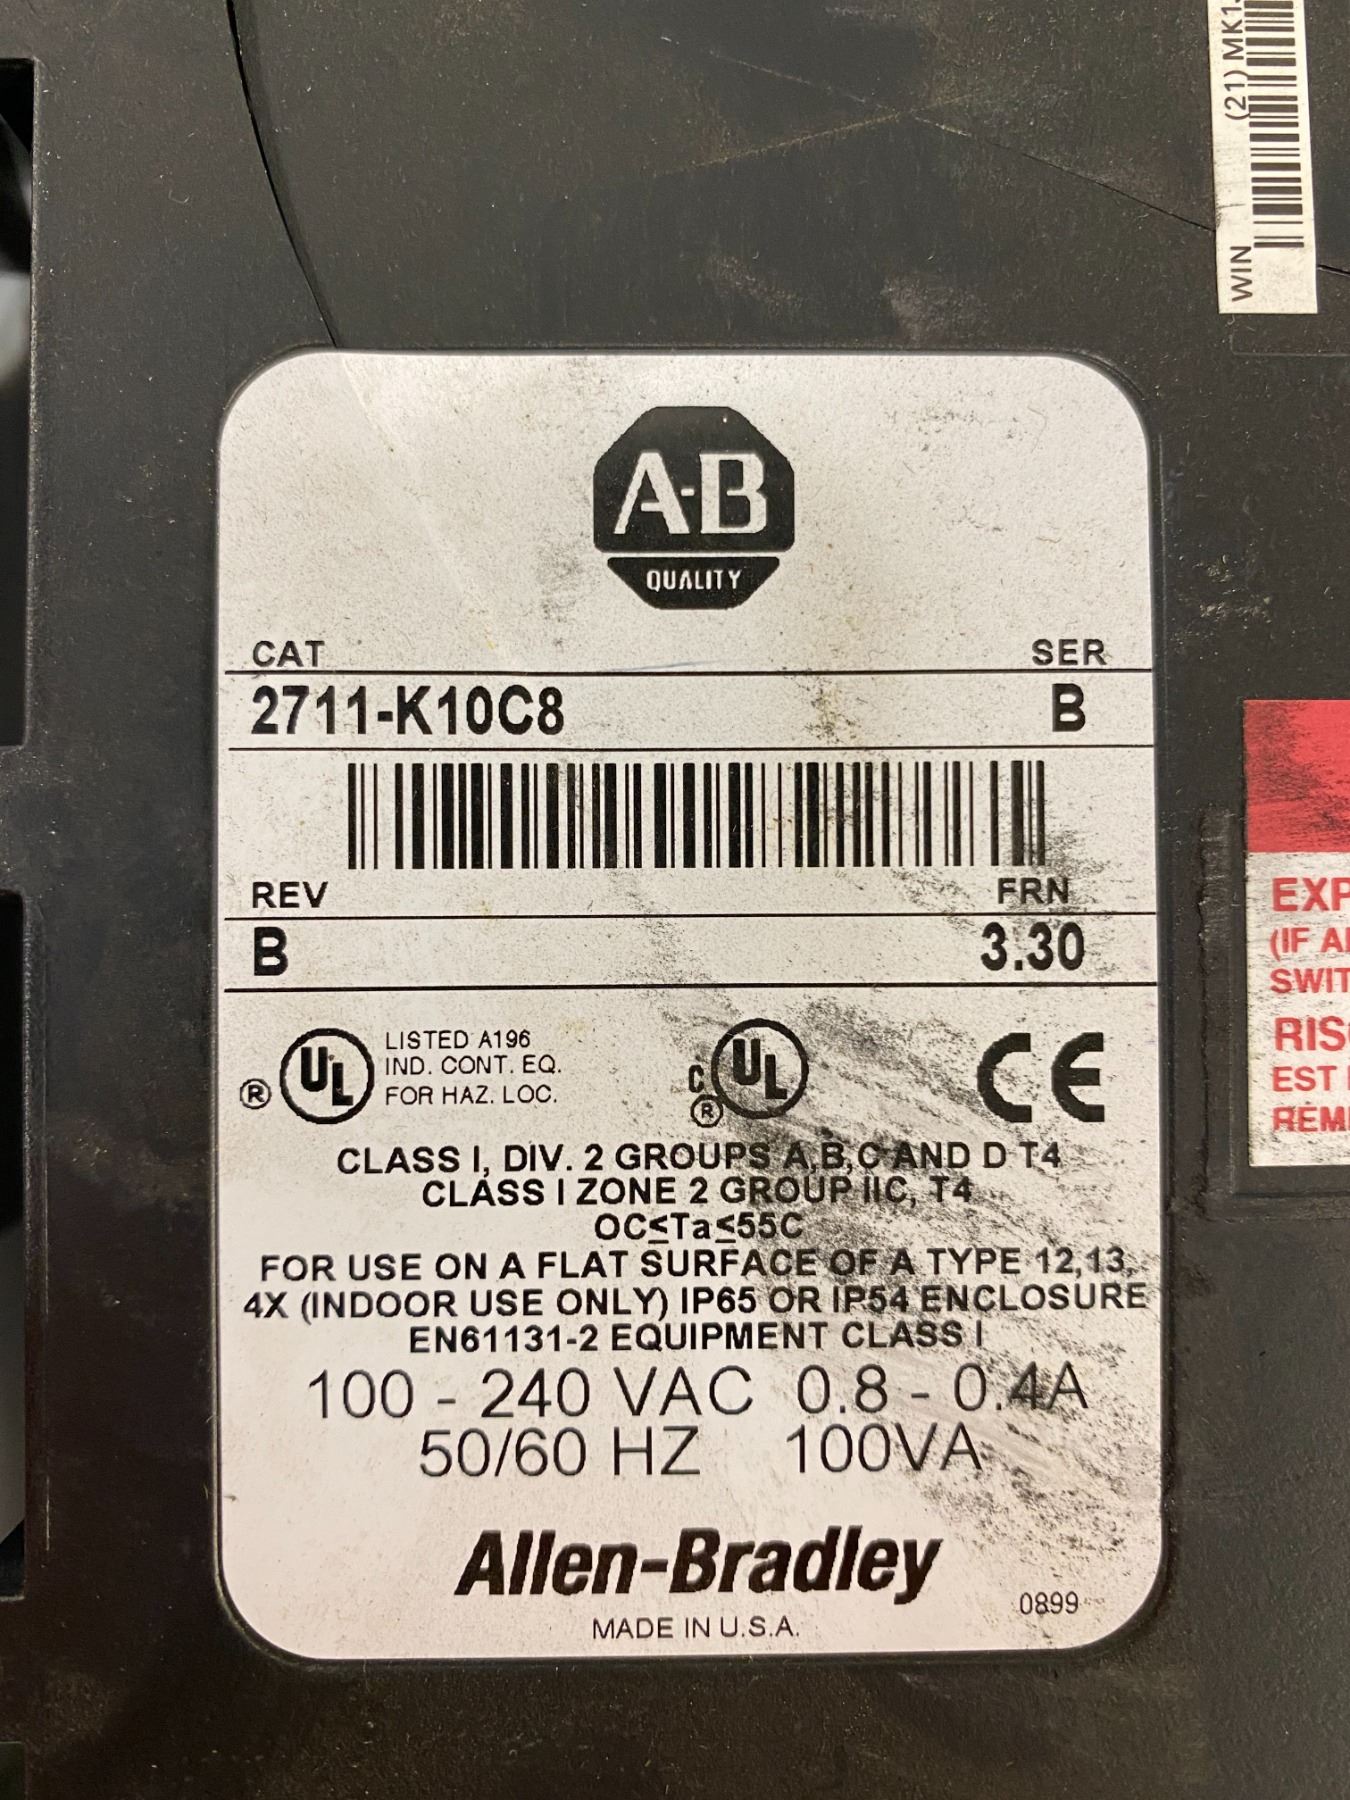 (21) MK1
WIN
A-B
QUALITY
CAT SER
2711-K10C8 B
REV FRN
B 3.30
® UL LISTED A196
IND. CONT. EQ.
FOR HAZ. LOC.
C UL ®
CE
CLASS I, DIV. 2 GROUPS A,B,C AND D T4
CLASS I ZONE 2 GROUP IIC, T4
OC≤Ta≤55C
FOR USE ON A FLAT SURFACE OF A TYPE 12,13,
4X (INDOOR USE ONLY) IP65 OR IP54 ENCLOSURE
EN61131-2 EQUIPMENT CLASS I
100 - 240 VAC 0.8 - 0.4A
50/60 HZ 100VA
Allen-Bradley
0899
MADE IN U.S.A.
EXP
(IF A
SWIT
RIS
EST
REM